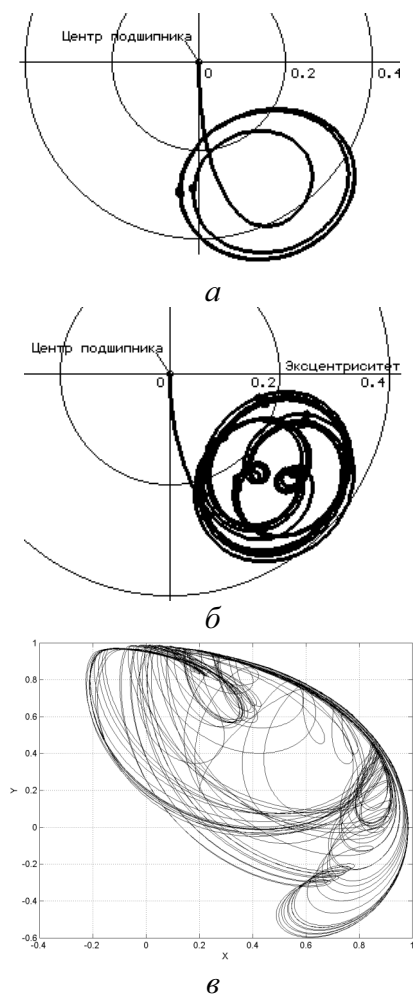 Центр подшипника
0 0.2 0.4
а
Центр подшипника
Эксцентриситет
0 0.2 0.4
б
1
0.8
0.6
0.4
0.2
0
-0.2
-0.4
-0.6
Y
-0.4 -0.2 0 0.2 0.4 0.6 0.8 1
X
в